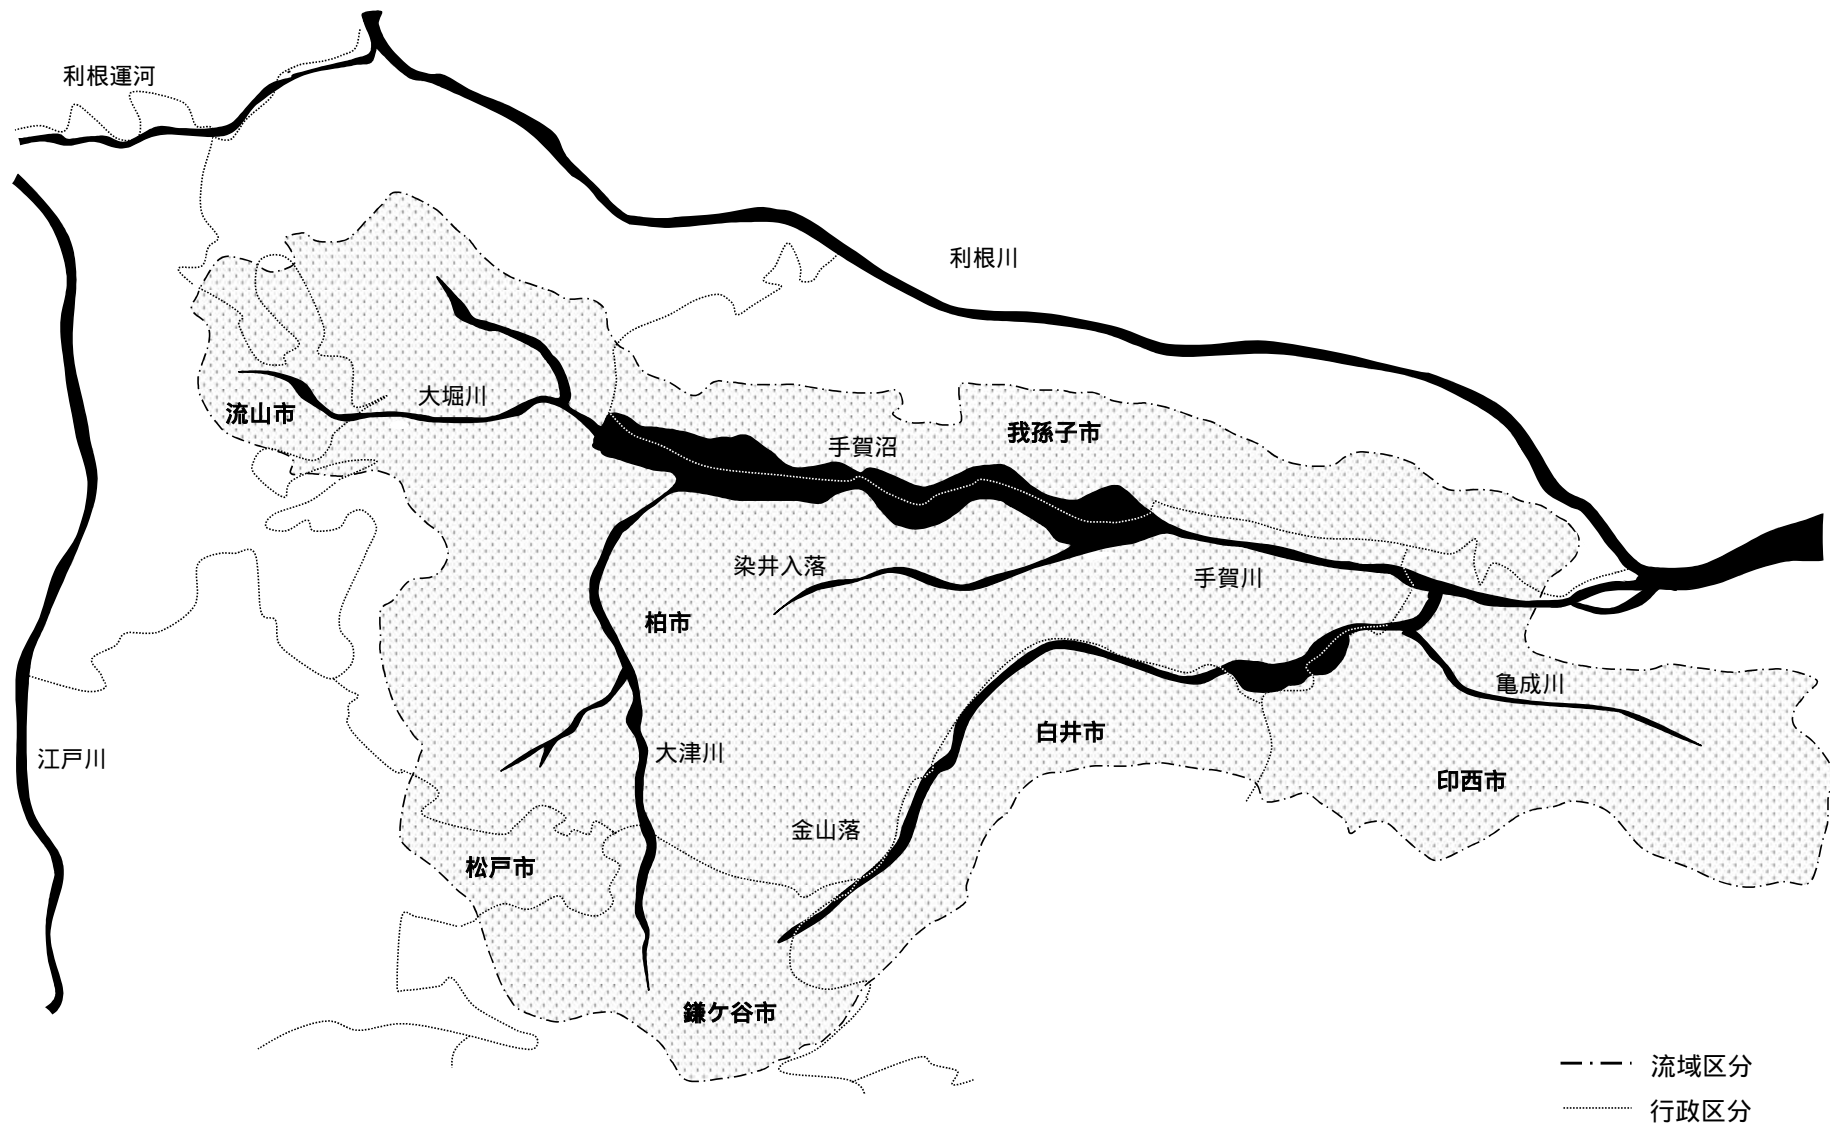 利根運河
利根川
大堀川
流山市
手賀沼
我孫子市
染井入落
手賀川
柏市
亀成川
白井市
大津川
江戸川
印西市
金山落
松戸市
鎌ケ谷市
流域区分
行政区分